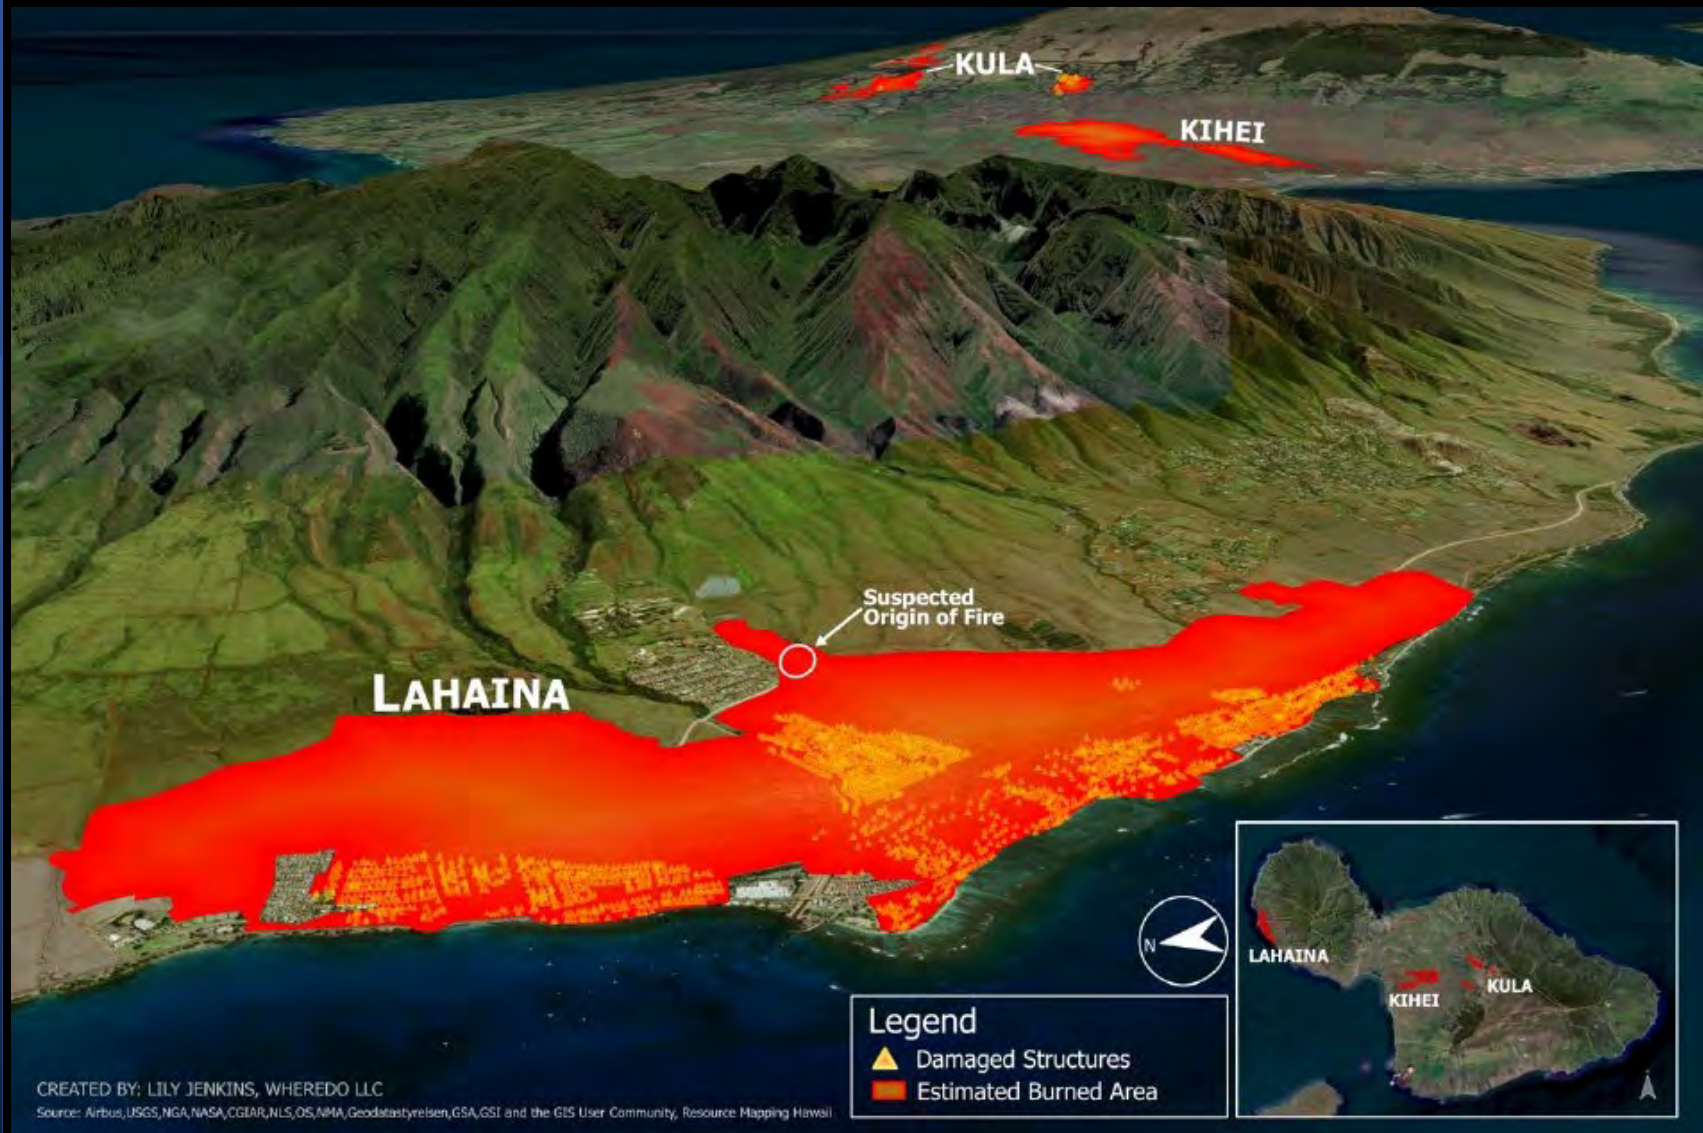 KULA
KIHEI
Suspected
Origin of Fire
LAHAINA
LAHAINA
KIHEI
KULA
N
Legend
Damaged Structures
Estimated Burned Area
CREATED BY: LILY JENKINS, WHEREDO LLC
Source: Airbus,USGS,NGA,NASA,CGIAR,NLS,OS,NMA,Geodatastyrelsen,GSA,GSI and the GIS User Community, Resource Mapping Hawaii